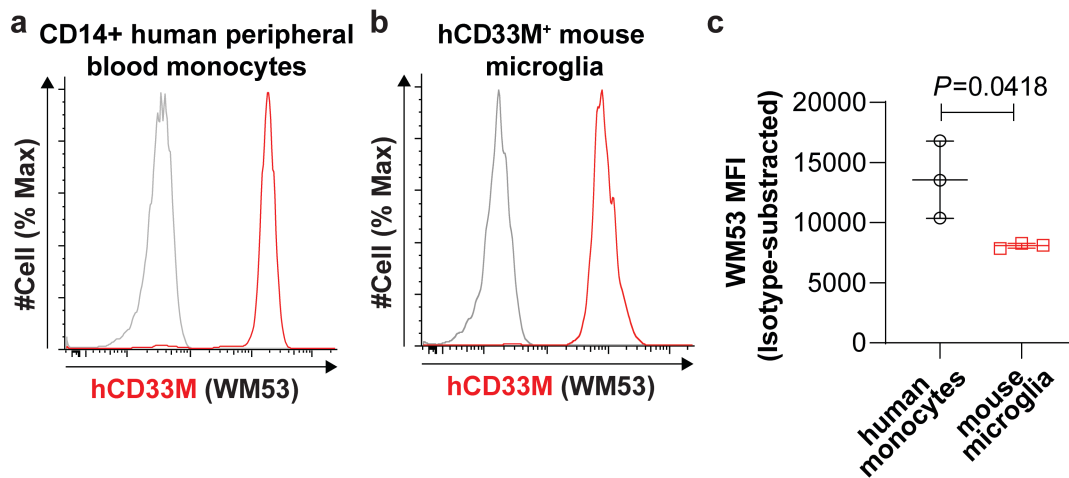 a
CD14+ human peripheral
blood monocytes
#Cell (% Max)
hCD33M (WM53)
b
hCD33M⁺ mouse
microglia
#Cell (% Max)
hCD33M (WM53)
c
P=0.0418
WM53 MFI
(Isotype-substracted)
20000
15000
10000
5000
0
human
monocytes
mouse
microglia